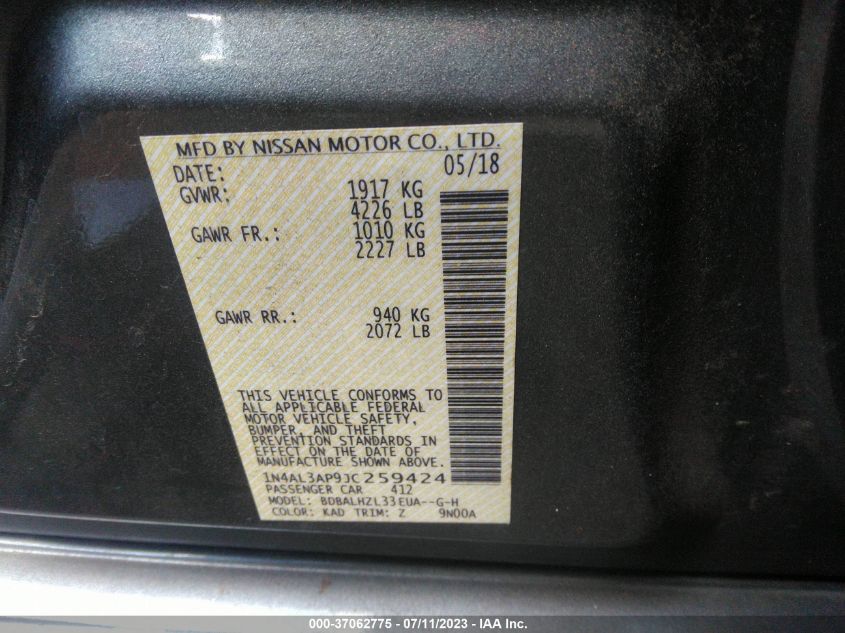 MFD BY NISSAN MOTOR CO., LTD.
DATE: 05/18
GVWR: 1917 KG
4226 LB
GAWR FR.: 1010 KG
2227 LB
GAWR RR.: 940 KG
2072 LB
THIS VEHICLE CONFORMS TO
ALL APPLICABLE FEDERAL
MOTOR VEHICLE SAFETY,
BUMPER, AND THEFT
PREVENTION STANDARDS IN
EFFECT ON THE DATE OF
MANUFACTURE SHOWN ABOVE.
1N4AL3AP9JC259424
PASSENGER CAR 412
MODEL: BDBALHZL33EUA--G-H
COLOR: KAD TRIM: Z 9N00A
000-37062775 - 07/11/2023 - IAA Inc.